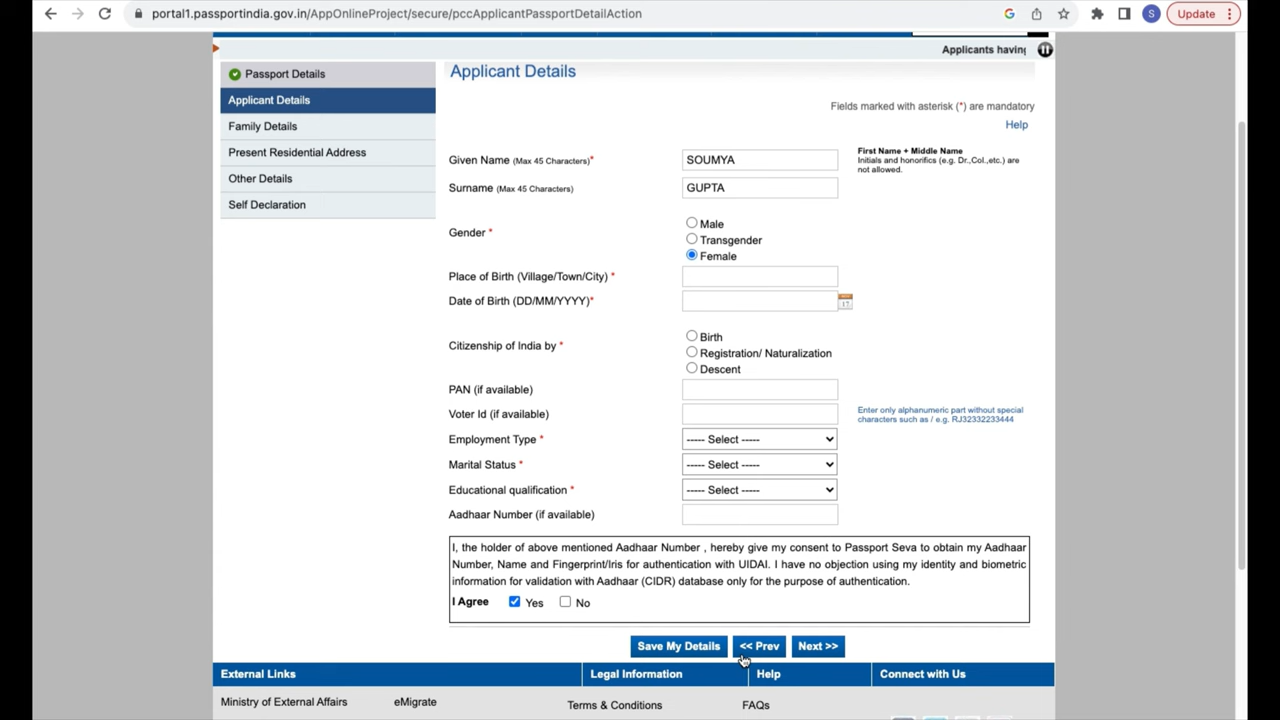 portal1.passportindia.gov.in/AppOnlineProject/secure/pccApplicantPassportDetailAction
S
Update
Applicants having
Passport Details
Applicant Details
Family Details
Present Residential Address
Other Details
Self Declaration
Applicant Details
Fields marked with asterisk (*) are mandatory
Help
Given Name (Max 45 Characters)* SOUMYA
First Name + Middle Name
Initials and honorifics (e.g. Dr.,Col.,etc.) are
not allowed.
Surname (Max 45 Characters) GUPTA
Gender *
Male
Transgender
Female
Place of Birth (Village/Town/City) *
Date of Birth (DD/MM/YYYY)*
Citizenship of India by *
Birth
Registration/ Naturalization
Descent
PAN (if available)
Voter Id (if available)
Enter only alphanumeric part without special
characters such as / e.g. RJ32332233444
Employment Type * ----- Select -----
Marital Status * ----- Select -----
Educational qualification * ----- Select -----
Aadhaar Number (if available)
I, the holder of above mentioned Aadhaar Number , hereby give my consent to Passport Seva to obtain my Aadhaar
Number, Name and Fingerprint/Iris for authentication with UIDAI. I have no objection using my identity and biometric
information for validation with Aadhaar (CIDR) database only for the purpose of authentication.
I Agree Yes No
Save My Details << Prev Next >>
External Links Legal Information Help Connect with Us
Ministry of External Affairs eMigrate Terms & Conditions FAQs